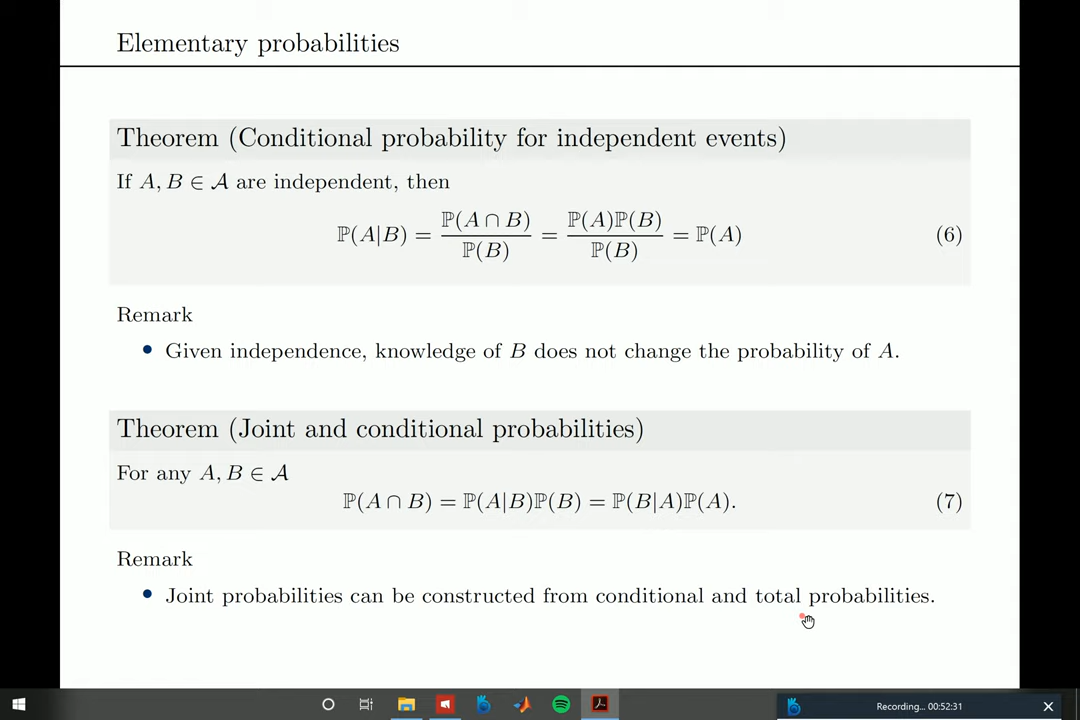 Elementary probabilities
Theorem (Conditional probability for independent events)
If A, B ∈ 𝒜 are independent, then
ℙ(A|B) = ℙ(A ∩ B)/ℙ(B) = ℙ(A)ℙ(B)/ℙ(B) = ℙ(A) (6)
Remark
• Given independence, knowledge of B does not change the probability of A.
Theorem (Joint and conditional probabilities)
For any A, B ∈ 𝒜
ℙ(A ∩ B) = ℙ(A|B)ℙ(B) = ℙ(B|A)ℙ(A). (7)
Remark
• Joint probabilities can be constructed from conditional and total probabilities.
Recording... 00:52:31